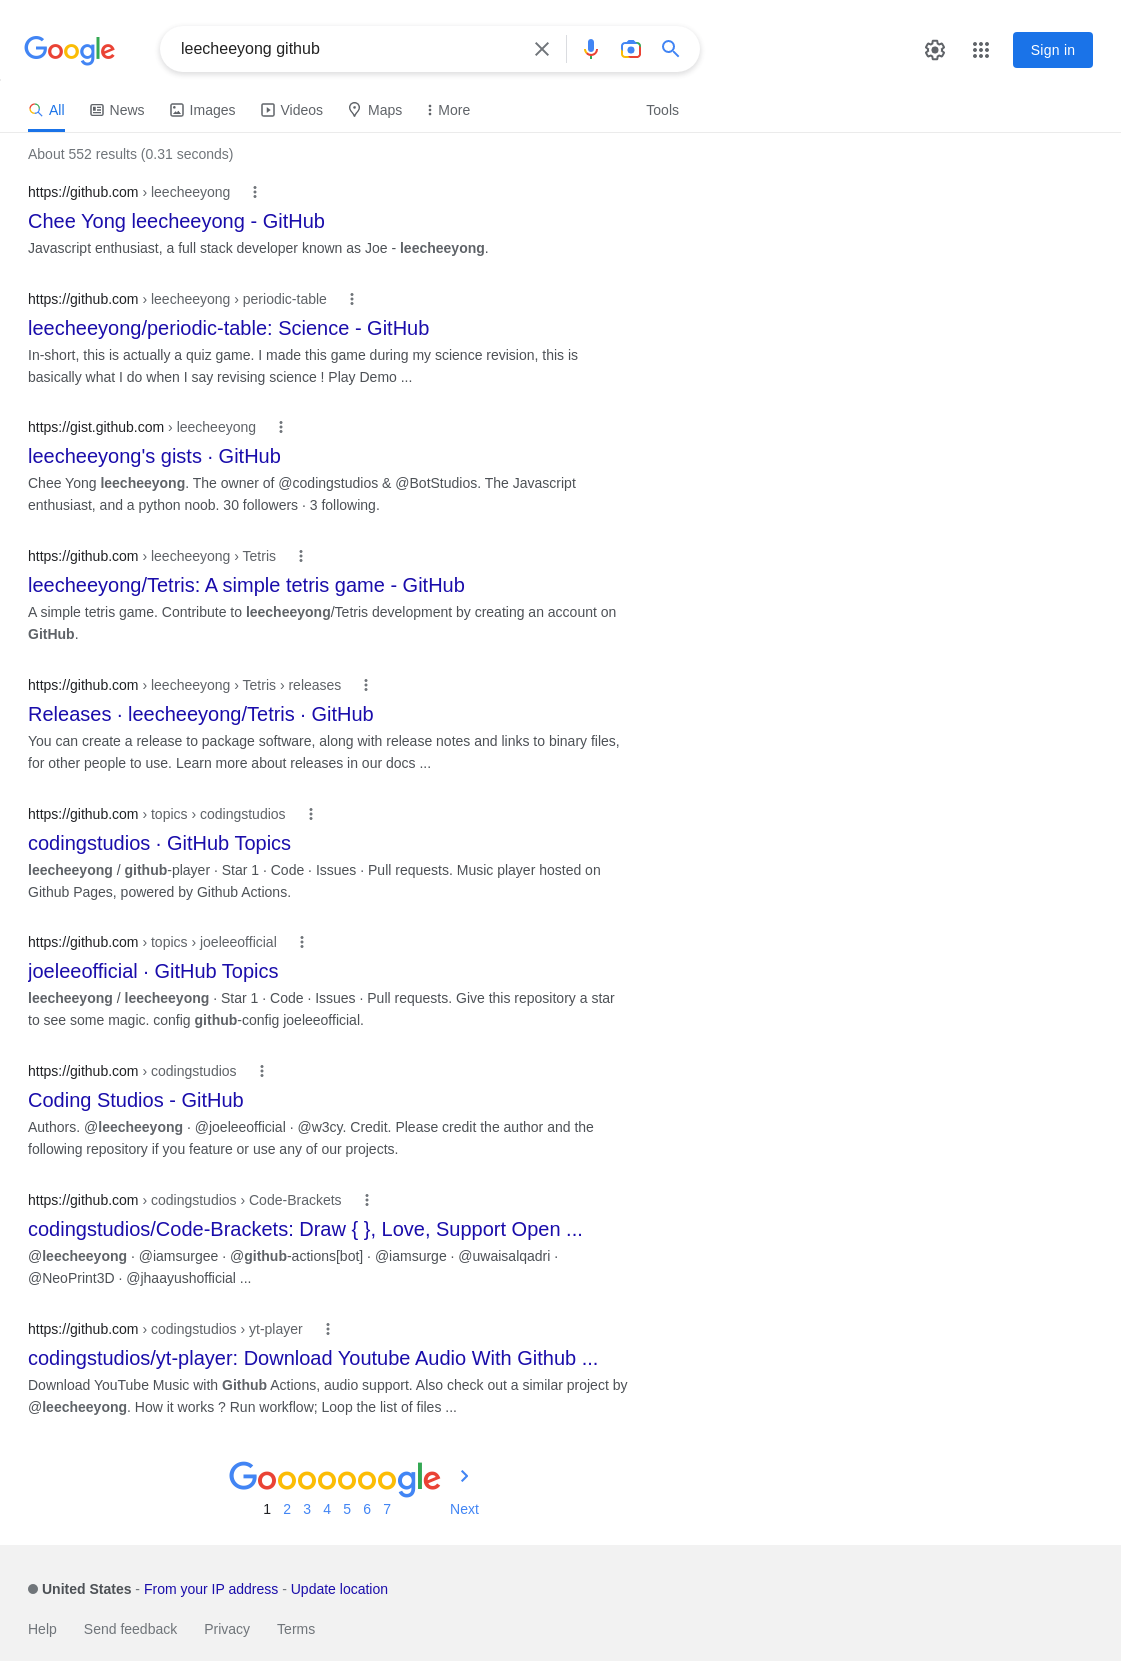 Google
leecheeyong github
Sign in
All News Images Videos Maps More Tools
About 552 results (0.31 seconds)
https://github.com › leecheeyong
Chee Yong leecheeyong - GitHub
Javascript enthusiast, a full stack developer known as Joe - leecheeyong.
https://github.com › leecheeyong › periodic-table
leecheeyong/periodic-table: Science - GitHub
In-short, this is actually a quiz game. I made this game during my science revision, this is
basically what I do when I say revising science ! Play Demo ...
https://gist.github.com › leecheeyong
leecheeyong's gists · GitHub
Chee Yong leecheeyong. The owner of @codingstudios & @BotStudios. The Javascript
enthusiast, and a python noob. 30 followers · 3 following.
https://github.com › leecheeyong › Tetris
leecheeyong/Tetris: A simple tetris game - GitHub
A simple tetris game. Contribute to leecheeyong/Tetris development by creating an account on
GitHub.
https://github.com › leecheeyong › Tetris › releases
Releases · leecheeyong/Tetris · GitHub
You can create a release to package software, along with release notes and links to binary files,
for other people to use. Learn more about releases in our docs ...
https://github.com › topics › codingstudios
codingstudios · GitHub Topics
leecheeyong / github-player · Star 1 · Code · Issues · Pull requests. Music player hosted on
Github Pages, powered by Github Actions.
https://github.com › topics › joeleeofficial
joeleeofficial · GitHub Topics
leecheeyong / leecheeyong · Star 1 · Code · Issues · Pull requests. Give this repository a star
to see some magic. config github-config joeleeofficial.
https://github.com › codingstudios
Coding Studios - GitHub
Authors. @leecheeyong · @joeleeofficial · @w3cy. Credit. Please credit the author and the
following repository if you feature or use any of our projects.
https://github.com › codingstudios › Code-Brackets
codingstudios/Code-Brackets: Draw { }, Love, Support Open ...
@leecheeyong · @iamsurgee · @github-actions[bot] · @iamsurge · @uwaisalqadri ·
@NeoPrint3D · @jhaayushofficial ...
https://github.com › codingstudios › yt-player
codingstudios/yt-player: Download Youtube Audio With Github ...
Download YouTube Music with Github Actions, audio support. Also check out a similar project by
@leecheeyong. How it works ? Run workflow; Loop the list of files ...
Goooooooogle
1 2 3 4 5 6 7 Next
United States - From your IP address - Update location
Help Send feedback Privacy Terms